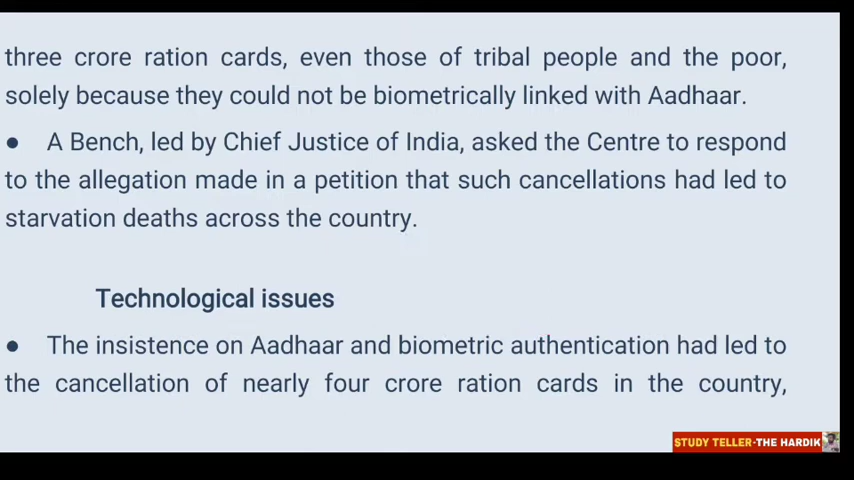 three crore ration cards, even those of tribal people and the poor,
solely because they could not be biometrically linked with Aadhaar.
● A Bench, led by Chief Justice of India, asked the Centre to respond
to the allegation made in a petition that such cancellations had led to
starvation deaths across the country.
Technological issues
● The insistence on Aadhaar and biometric authentication had led to
the cancellation of nearly four crore ration cards in the country,
STUDY TELLER-THE HARDIK